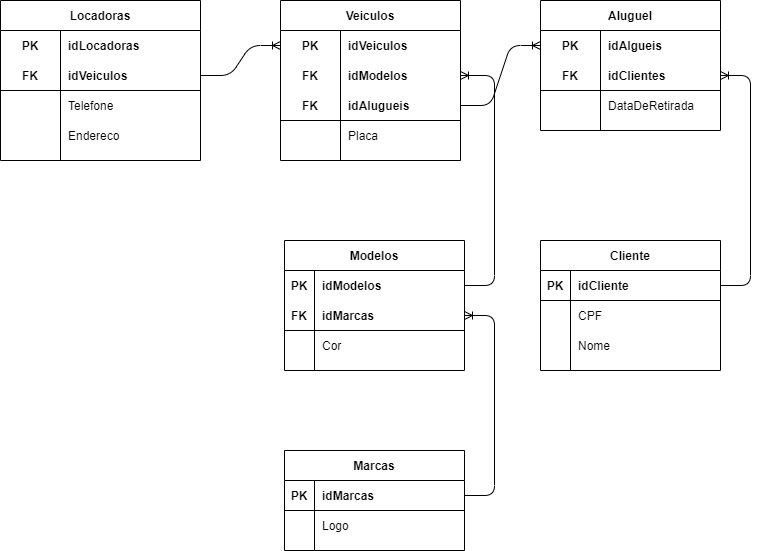 Locadoras
PK idLocadoras
FK idVeiculos
Telefone
Endereco
Veiculos
PK idVeiculos
FK idModelos
FK idAlugueis
Placa
Aluguel
PK idAlgueis
FK idClientes
DataDeRetirada
Modelos
PK idModelos
FK idMarcas
Cor
Cliente
PK idCliente
CPF
Nome
Marcas
PK idMarcas
Logo